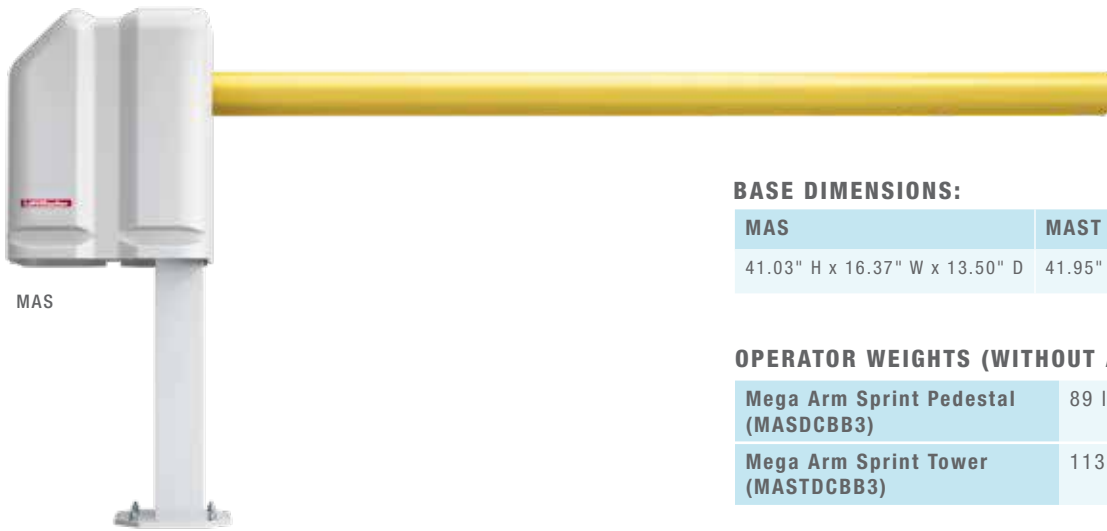 MAS
BASE DIMENSIONS:
MAS MAST
41.03" H x 16.37" W x 13.50" D 41.95"
OPERATOR WEIGHTS (WITHOUT
Mega Arm Sprint Pedestal 89
(MASDCBB3)
Mega Arm Sprint Tower 113
(MASTDCBB3)